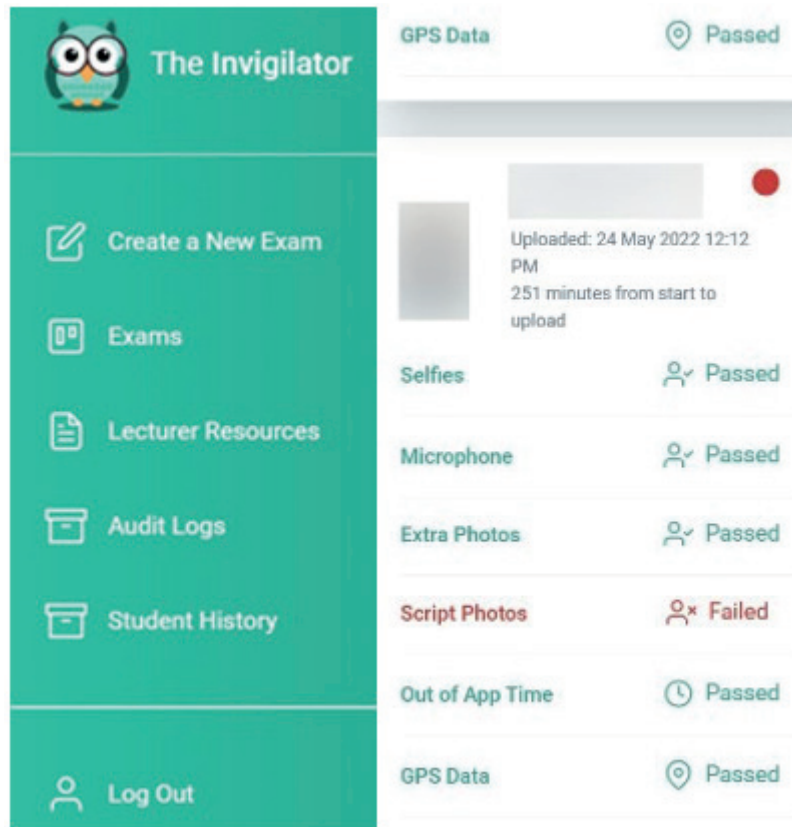 The Invigilator
Create a New Exam
Exams
Lecturer Resources
Audit Logs
Student History
Log Out
GPS Data Passed
Uploaded: 24 May 2022 12:12
PM
251 minutes from start to
upload
Selfies Passed
Microphone Passed
Extra Photos Passed
Script Photos Failed
Out of App Time Passed
GPS Data Passed